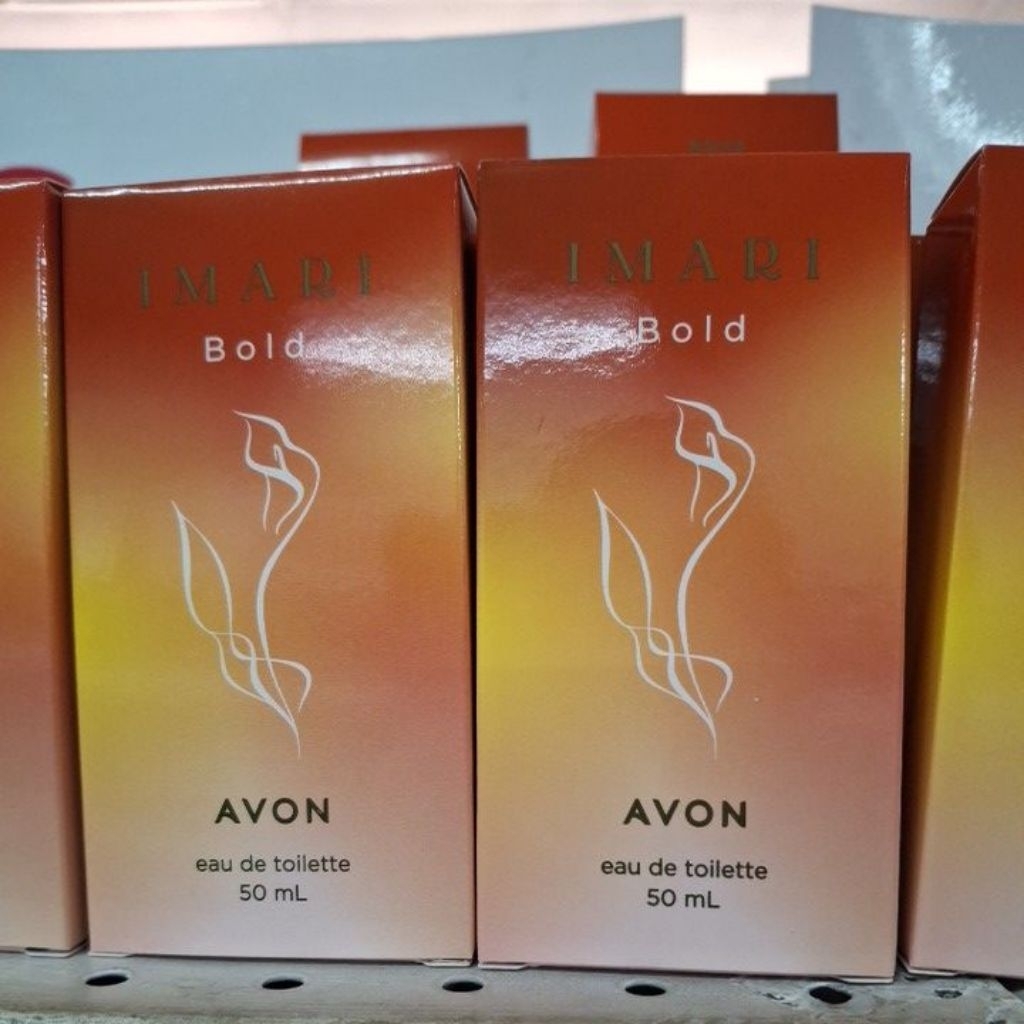 IMARI
Bold
AVON
eau de toilette
50 mL
IMARI
Bold
AVON
eau de toilette
50 mL